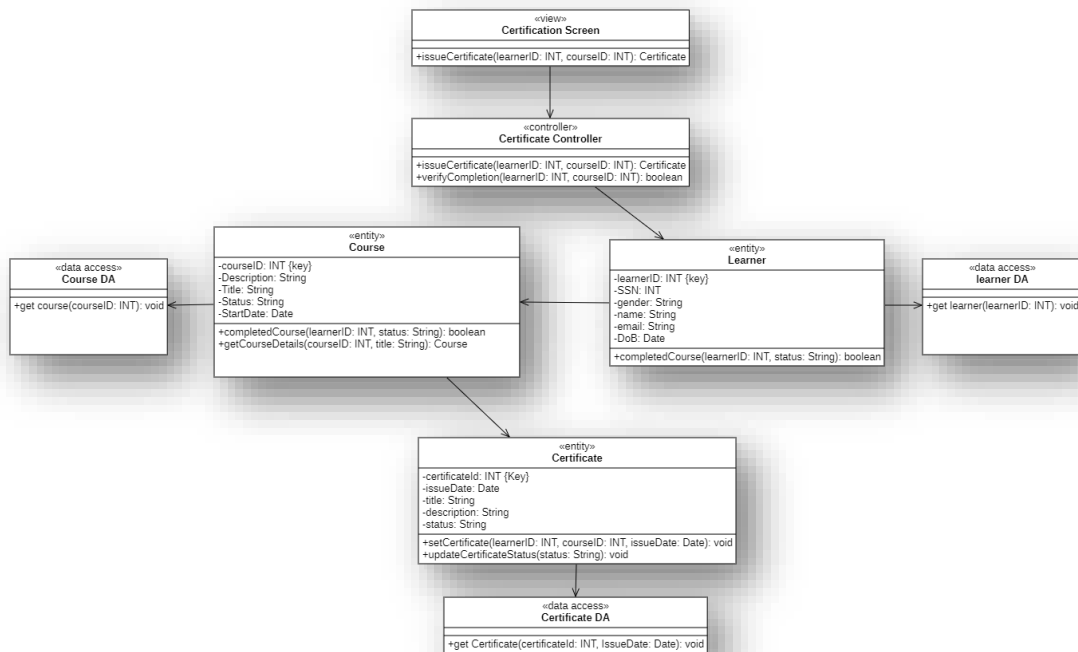 «view»
Certification Screen
+issueCertificate(learnerID: INT, courseID: INT): Certificate
«controller»
Certificate Controller
+issueCertificate(learnerID: INT, courseID: INT): Certificate
+verifyCompletion(learnerID: INT, courseID: INT): boolean
«entity»
Course
-courseID: INT {key}
-Description: String
-Title: String
-Status: String
-StartDate: Date
+completedCourse(learnerID: INT, status: String): boolean
+getCourseDetails(courseID: INT, title: String): Course
«entity»
Learner
-learnerID: INT {key}
-SSN: INT
-gender: String
-name: String
-email: String
-DoB: Date
+completedCourse(learnerID: INT, status: String): boolean
«data access»
Course DA
+get course(courseID: INT): void
«data access»
learner DA
+get learner(learnerID: INT): void
«entity»
Certificate
-certificateId: INT {Key}
-issueDate: Date
-title: String
-description: String
-status: String
+setCertificate(learnerID: INT, courseID: INT, issueDate: Date): void
+updateCertificateStatus(status: String): void
«data access»
Certificate DA
+get Certificate(certificateId: INT, IssueDate: Date): void